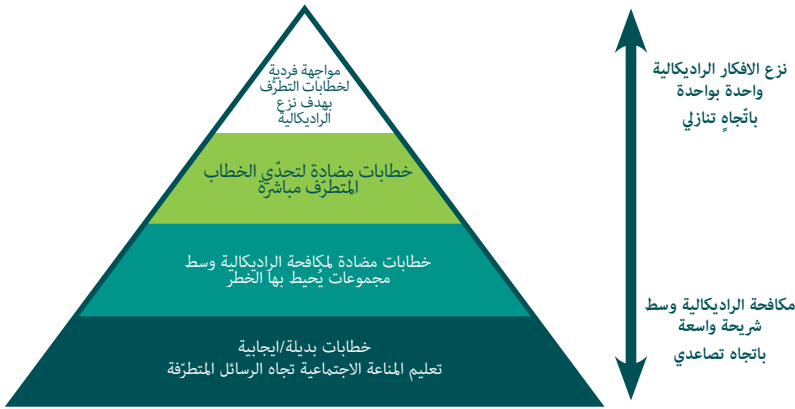 مواجهة فردية
لخطابات التطرّف
بهدف نزع
الراديكالية
خطابات مضادة لتحدّي الخطاب
المتطرّف مباشرة
خطابات مضادة لمكافحة الراديكالية وسط
مجموعات يُحيط بها الخطر
خطابات بديلة/ايجابية
تعليم المناعة الاجتماعية تجاه الرسائل المتطرّفة
نزع الافكار الراديكالية
واحدة بواحدة
باتّجاهٍ تنازلي
مكافحة الراديكالية وسط
شريحة واسعة
باتجاه تصاعدي